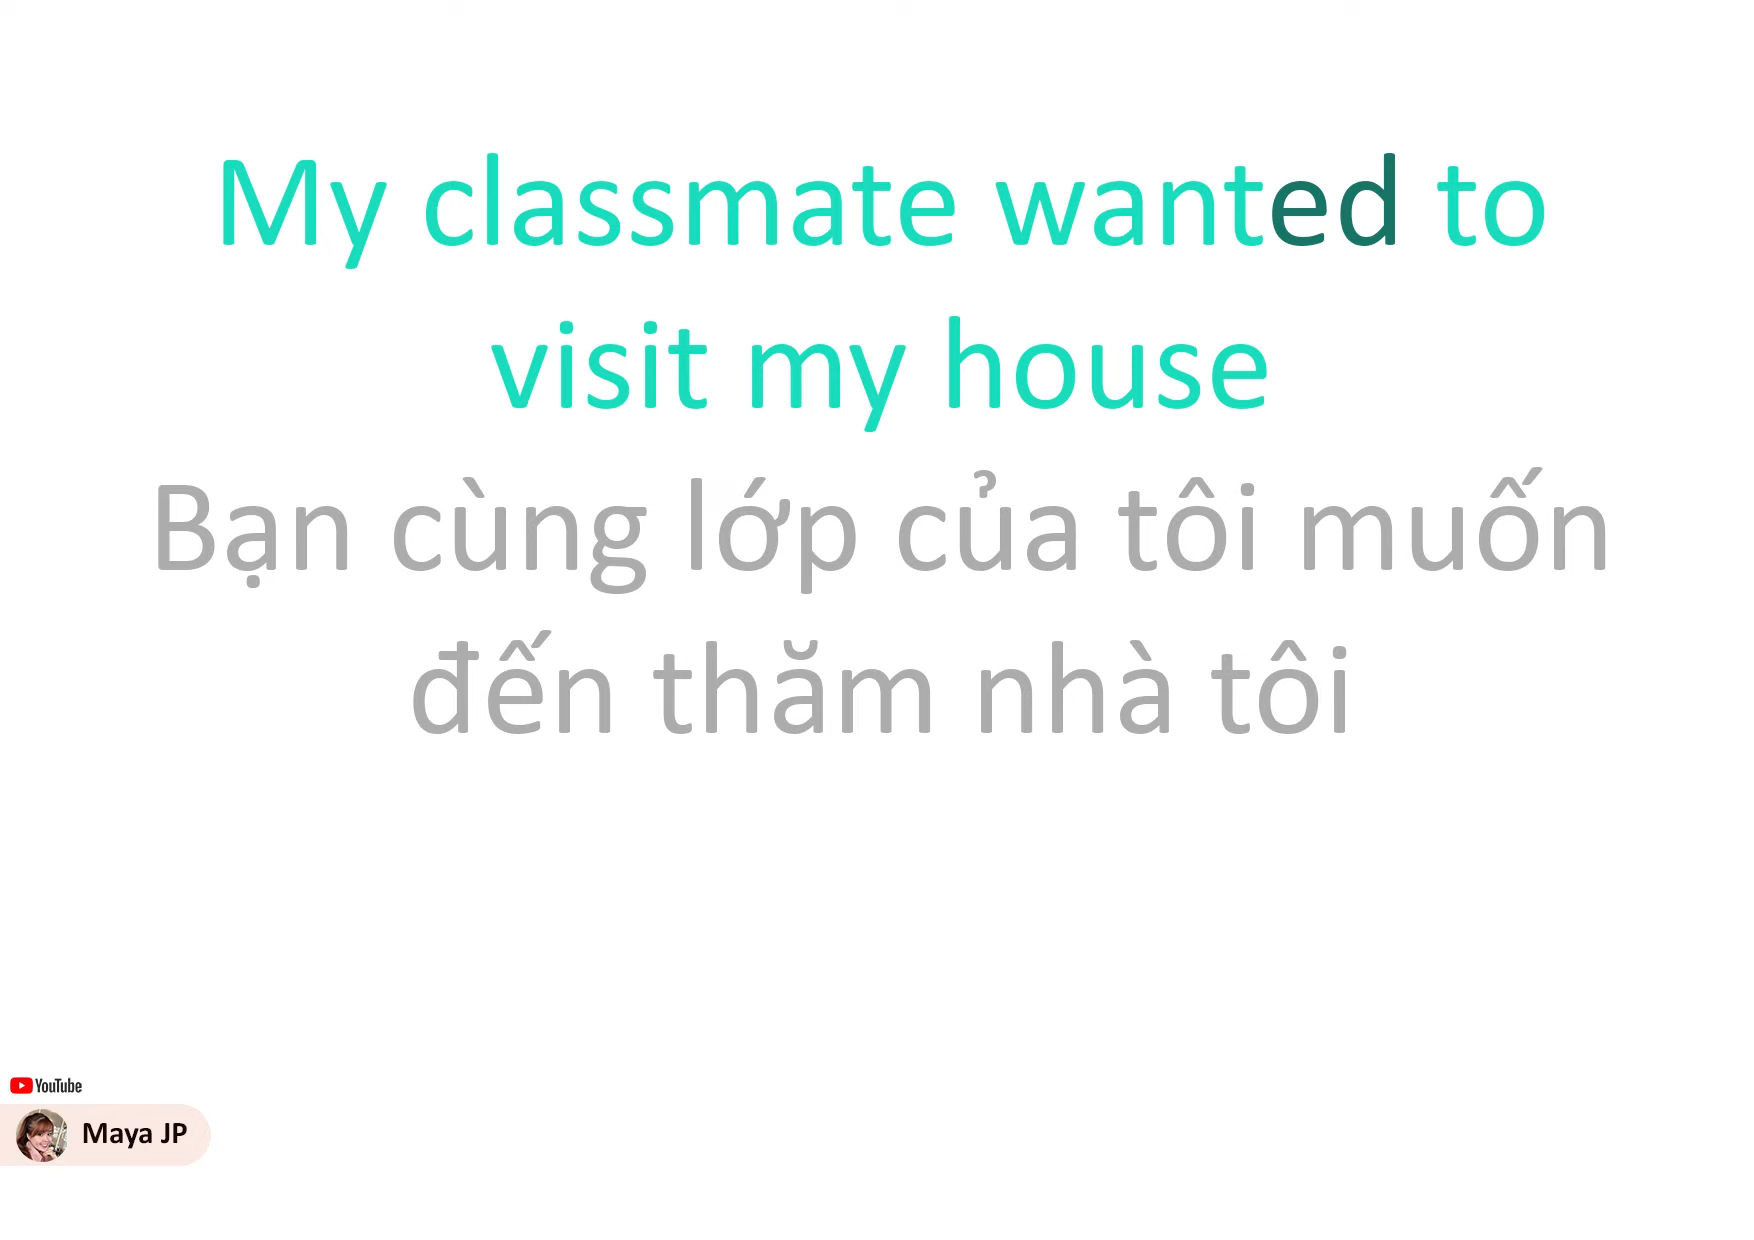 My classmate wanted to
visit my house
Bạn cùng lớp của tôi muốn
đến thăm nhà tôi
YouTube
Maya JP